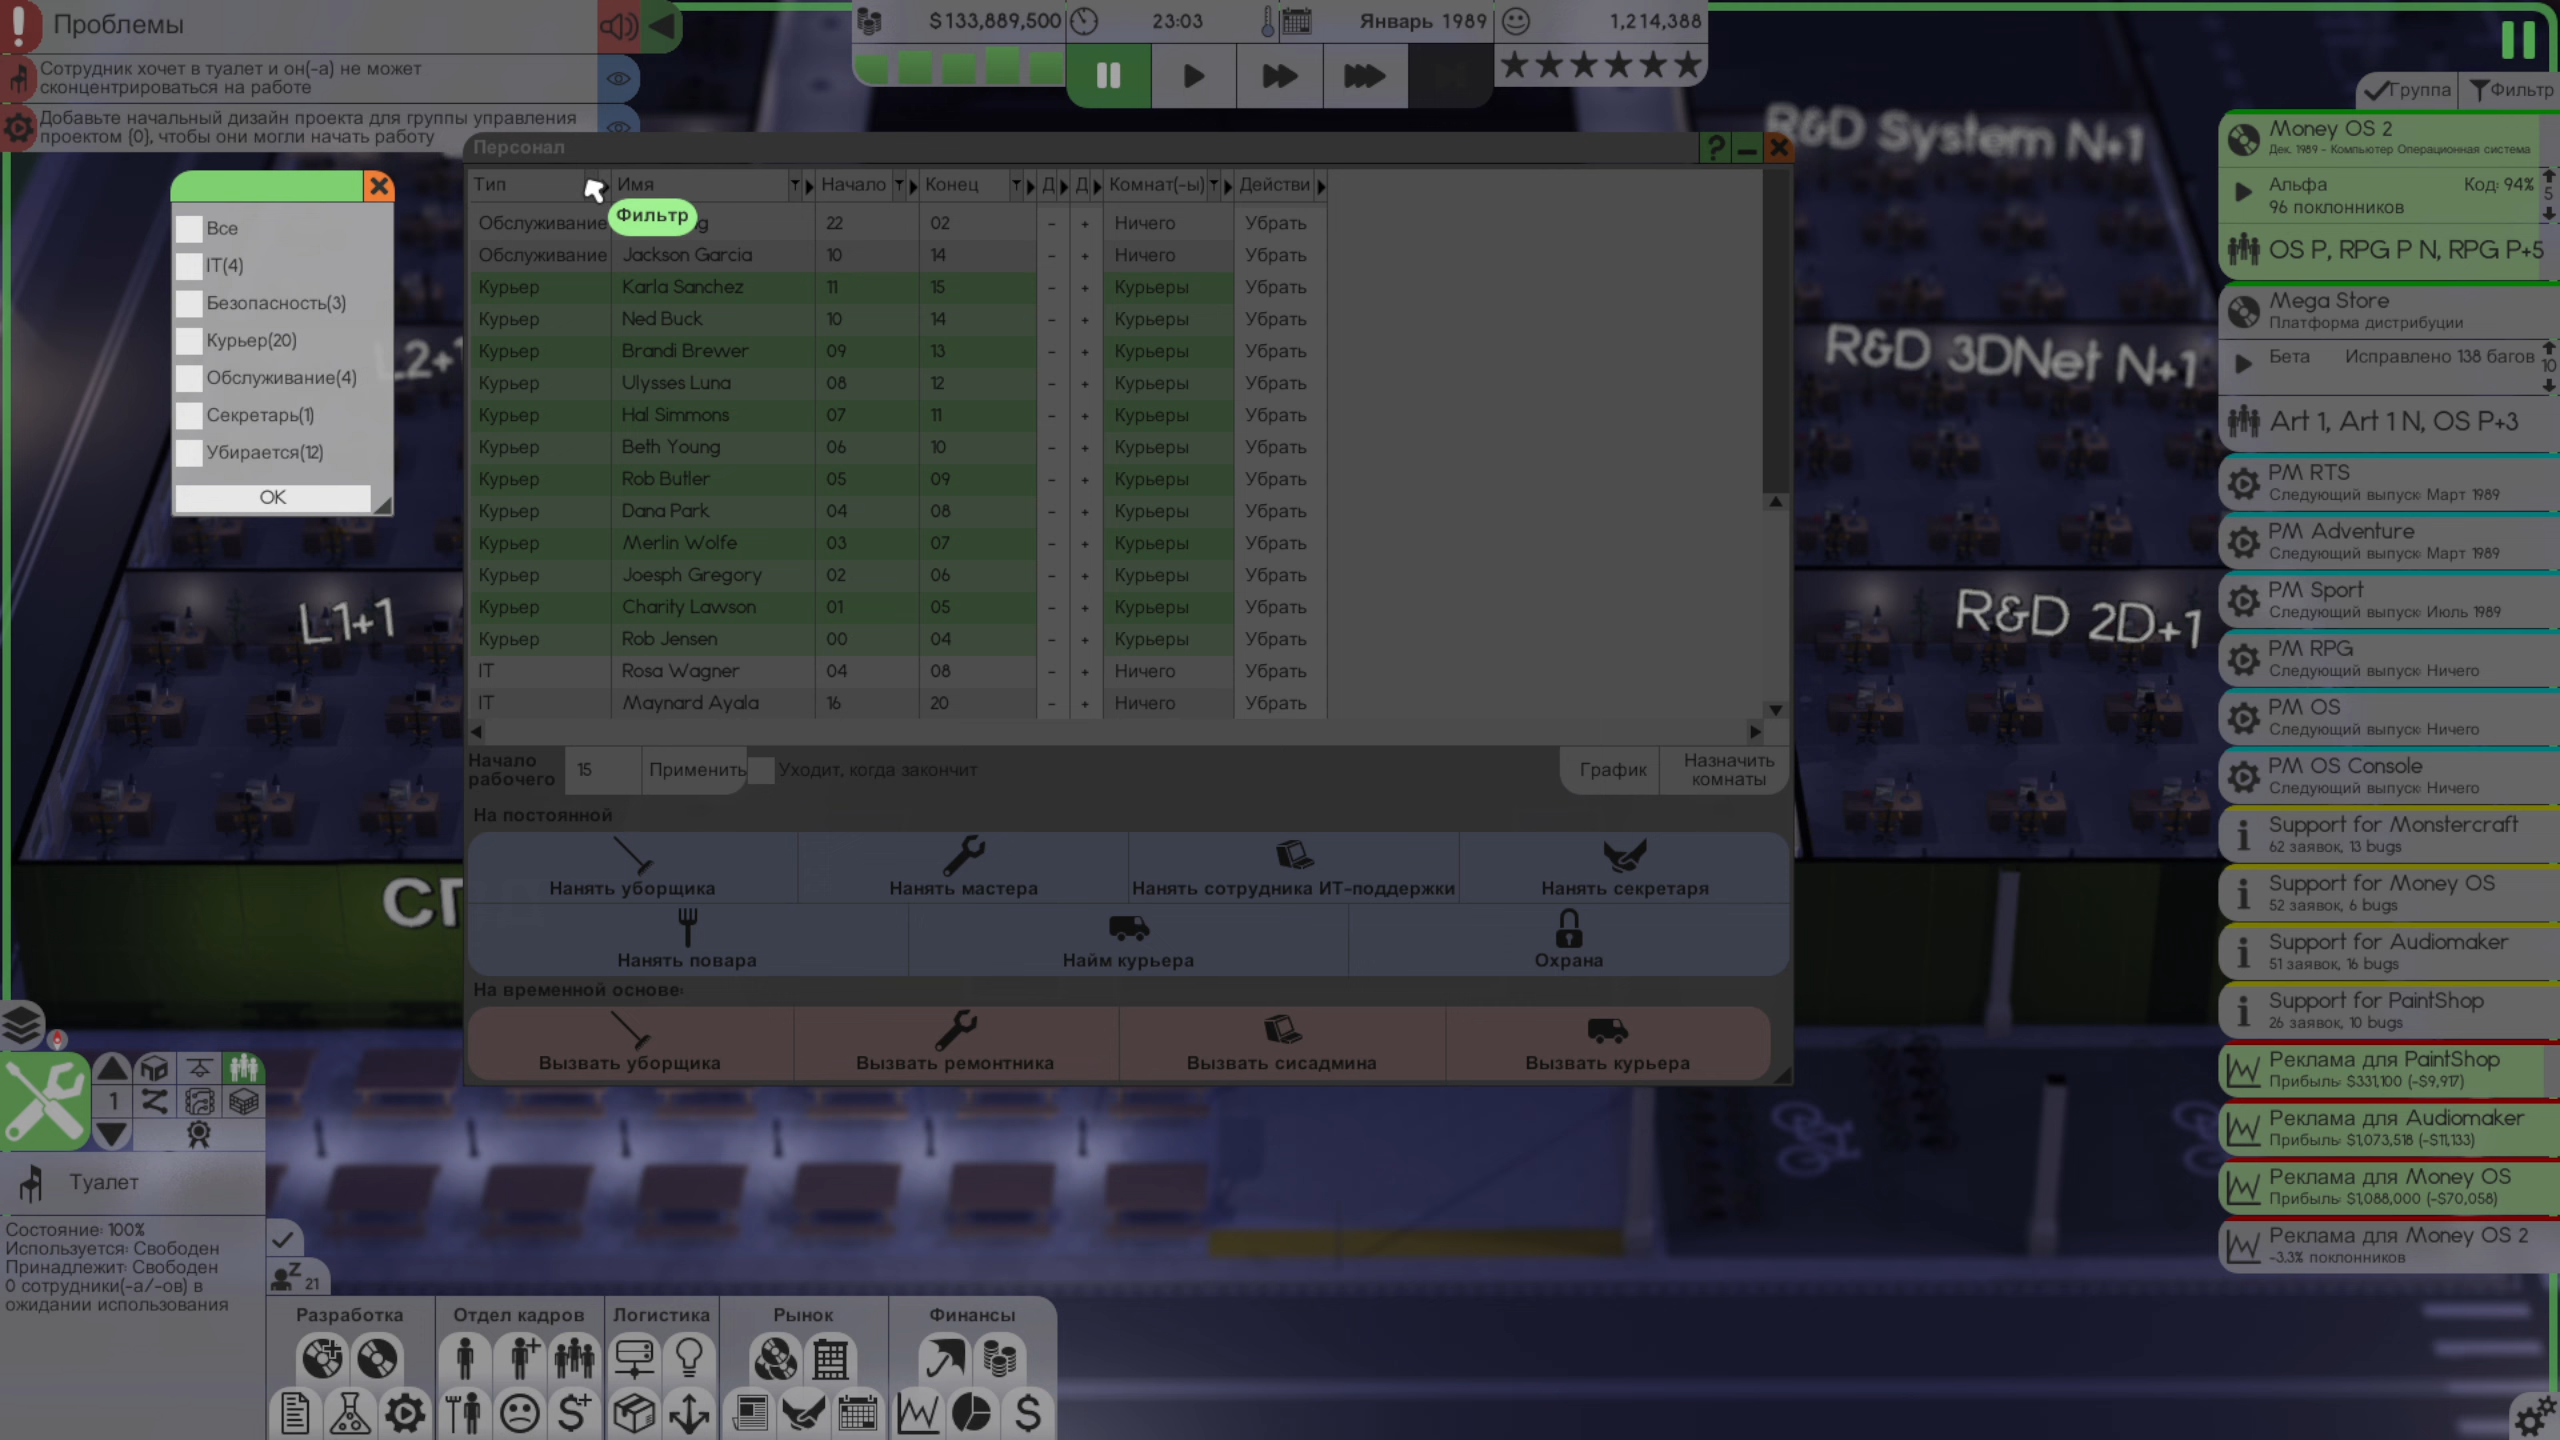 Проблемы
Сотрудник хочет в туалет и он(-а) не может
сконцентрироваться на работе
Добавьте начальный дизайн проекта для группы управления
проектом {0}, чтобы они могли начать работу
$133,889,500
23:03
Январь 1989
1,214,388
Группа
Фильтр
Все
IT(4)
Безопасность(3)
Курьер(20)
Обслуживание(4)
Секретарь(1)
Убирается(12)
OK
Персонал
?
Тип
Имя
Начало
Конец
Д
Д
Комнат(-ы)
Действи
Фильтр
Обслуживание
22 02 - + Ничего Убрать
Обслуживание Jackson Garcia 10 14 - + Ничего Убрать
Курьер Karla Sanchez 11 15 - + Курьеры Убрать
Курьер Ned Buck 10 14 - + Курьеры Убрать
Курьер Brandi Brewer 09 13 - + Курьеры Убрать
Курьер Ulysses Luna 08 12 - + Курьеры Убрать
Курьер Hal Simmons 07 11 - + Курьеры Убрать
Курьер Beth Young 06 10 - + Курьеры Убрать
Курьер Rob Butler 05 09 - + Курьеры Убрать
Курьер Dana Park 04 08 - + Курьеры Убрать
Курьер Merlin Wolfe 03 07 - + Курьеры Убрать
Курьер Joesph Gregory 02 06 - + Курьеры Убрать
Курьер Charity Lawson 01 05 - + Курьеры Убрать
Курьер Rob Jensen 00 04 - + Курьеры Убрать
IT Rosa Wagner 04 08 - + Ничего Убрать
IT Maynard Ayala 16 20 - + Ничего Убрать
Начало
рабочего
15
Применить
Уходит, когда закончит
График
Назначить
комнаты
На постоянной
Нанять уборщика
Нанять мастера
Нанять сотрудника ИТ-поддержки
Нанять секретаря
Нанять повара
Найм курьера
Охрана
На временной основе:
Вызвать уборщика
Вызвать ремонтника
Вызвать сисадмина
Вызвать курьера
L1+1
R&D System N+1
R&D 3DNet N+1
R&D 2D+1
Money OS 2
Дек. 1989 - Компьютер Операционная система
Альфа
Код: 94%
96 поклонников
5
OS P, RPG P N, RPG P+5
Mega Store
Платформа дистрибуции
Бета
Исправлено 138 багов
10
Art 1, Art 1 N, OS P+3
PM RTS
Следующий выпуск: Март 1989
PM Adventure
Следующий выпуск: Март 1989
PM Sport
Следующий выпуск: Июль 1989
PM RPG
Следующий выпуск: Ничего
PM OS
Следующий выпуск: Ничего
PM OS Console
Следующий выпуск: Ничего
Support for Monstercraft
62 заявок, 13 bugs
Support for Money OS
52 заявок, 6 bugs
Support for Audiomaker
51 заявок, 16 bugs
Support for PaintShop
26 заявок, 10 bugs
Реклама для PaintShop
Прибыль: $331,100 (-$9,917)
Реклама для Audiomaker
Прибыль: $1,073,518 (-$11,133)
Реклама для Money OS
Прибыль: $1,088,000 (-$70,058)
Реклама для Money OS 2
-3.3% поклонников
1
Туалет
Состояние: 100%
Используется: Свободен
Принадлежит: Свободен
0 сотрудники(-а/-ов) в
ожидании использования
Z
21
Разработка
Отдел кадров
Логистика
Рынок
Финансы